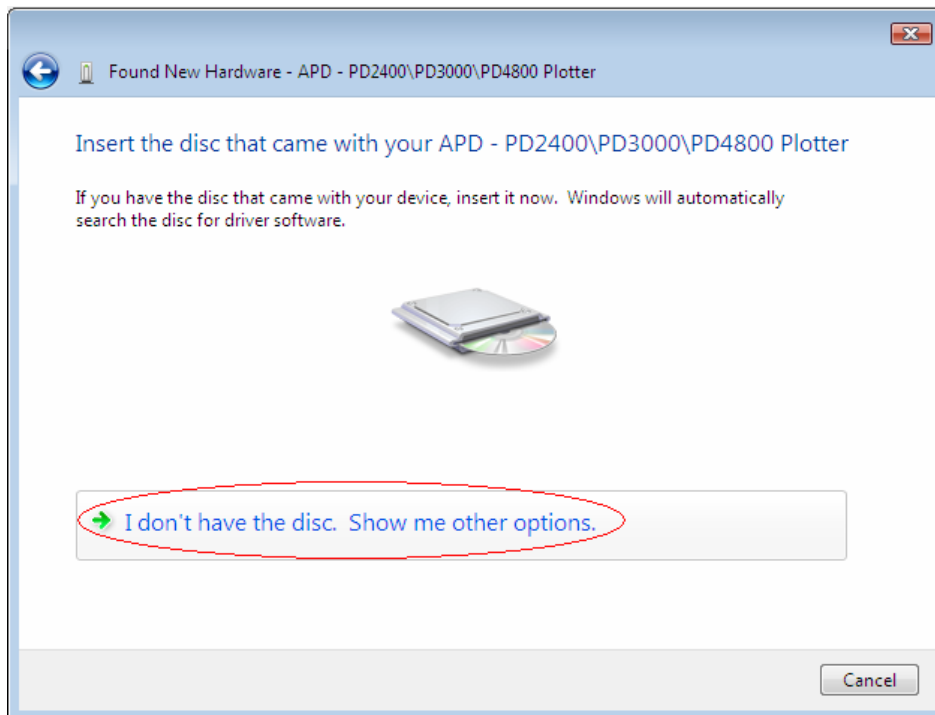 Found New Hardware - APD - PD2400\PD3000\PD4800 Plotter
Insert the disc that came with your APD - PD2400\PD3000\PD4800 Plotter
If you have the disc that came with your device, insert it now.  Windows will automatically
search the disc for driver software.
I don't have the disc.  Show me other options.
Cancel